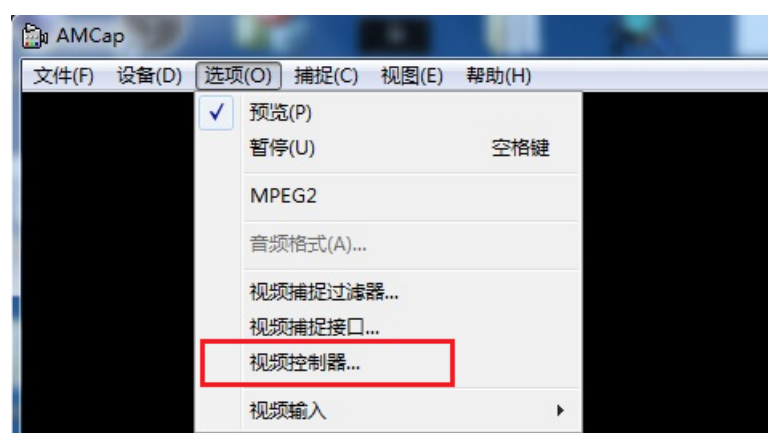 AMCap
文件(F) 设备(D) 选项(O) 捕捉(C) 视图(E) 帮助(H)
预览(P)
暂停(U) 空格键
MPEG2
音频格式(A)...
视频捕捉过滤器...
视频捕捉接口...
视频控制器...
视频输入